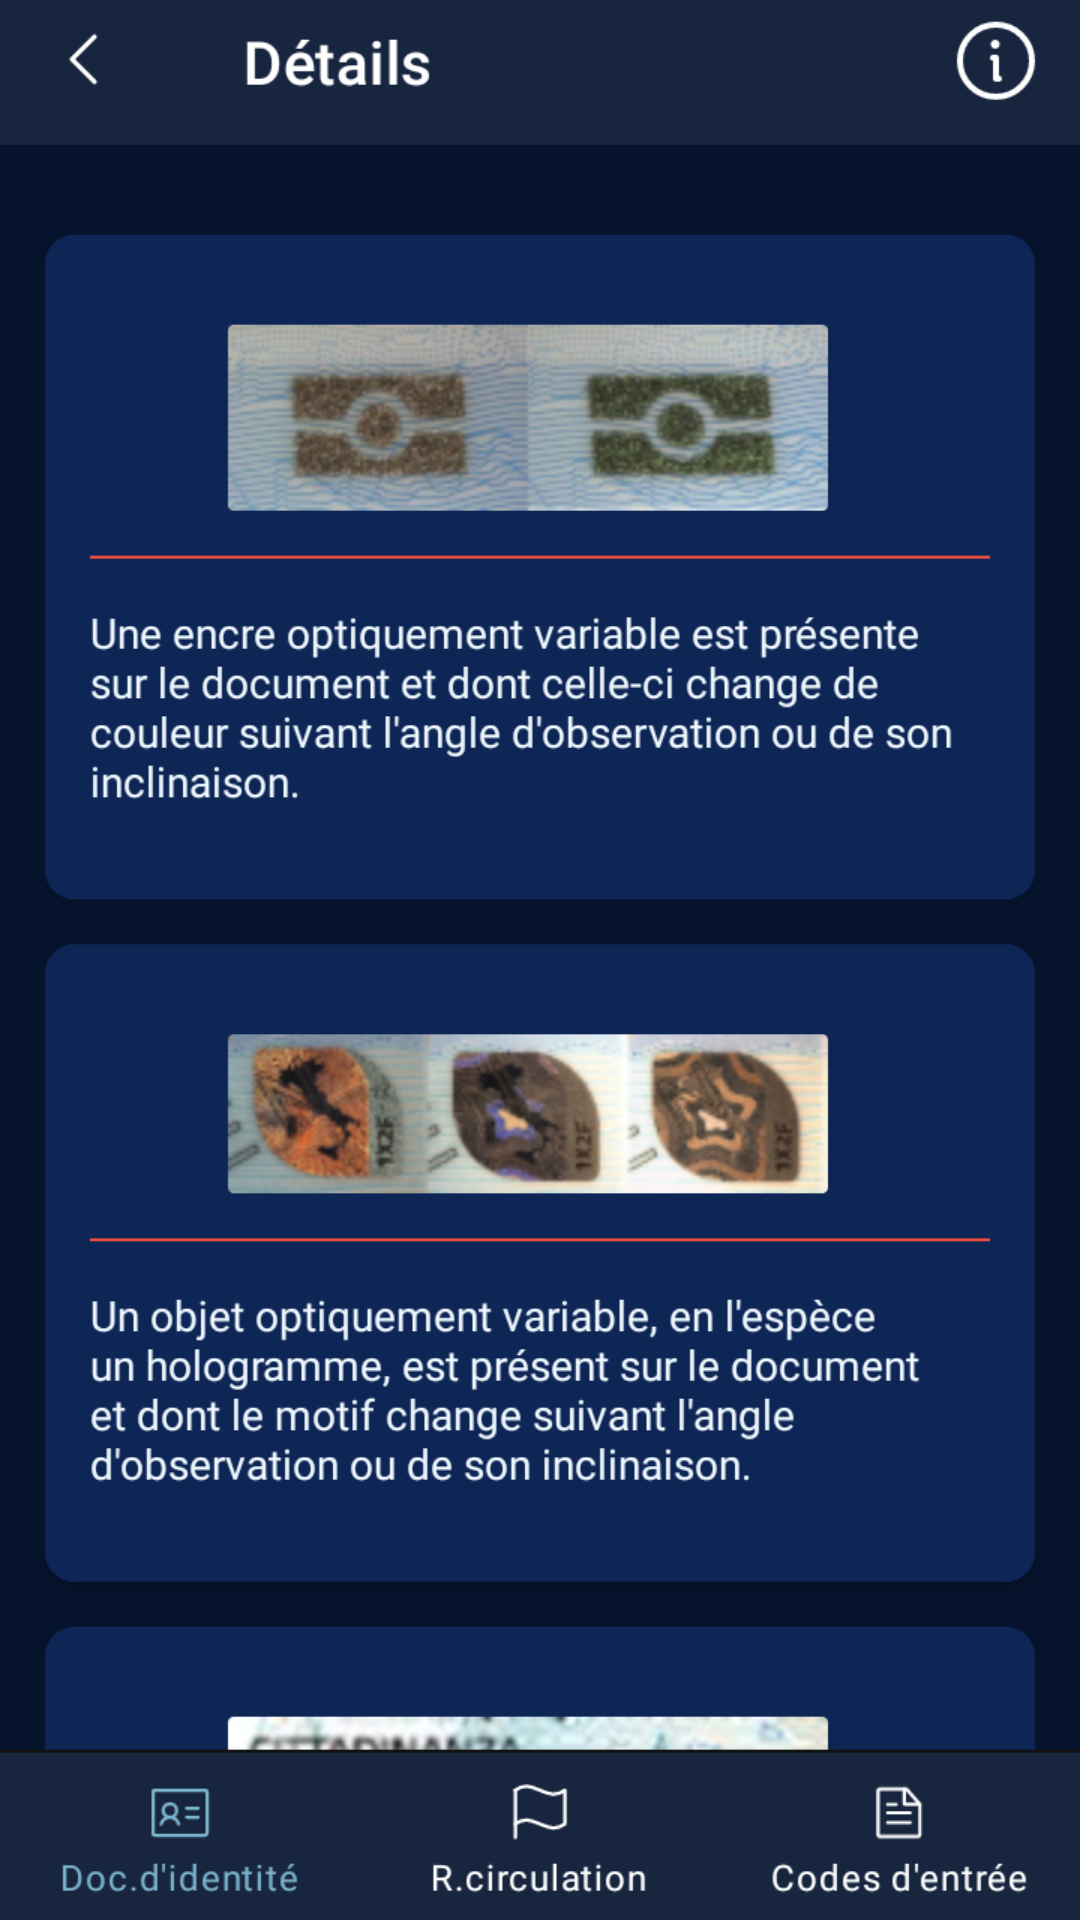 Détails
Une encre optiquement variable est présente
sur le document et dont celle-ci change de
couleur suivant l'angle d'observation ou de son
inclinaison.
1X2F
1X2F
1X2F
Un objet optiquement variable, en l'espèce
un hologramme, est présent sur le document
et dont le motif change suivant l'angle
d'observation ou de son inclinaison.
CITTADINANZA
Doc.d'identité
R.circulation
Codes d'entrée